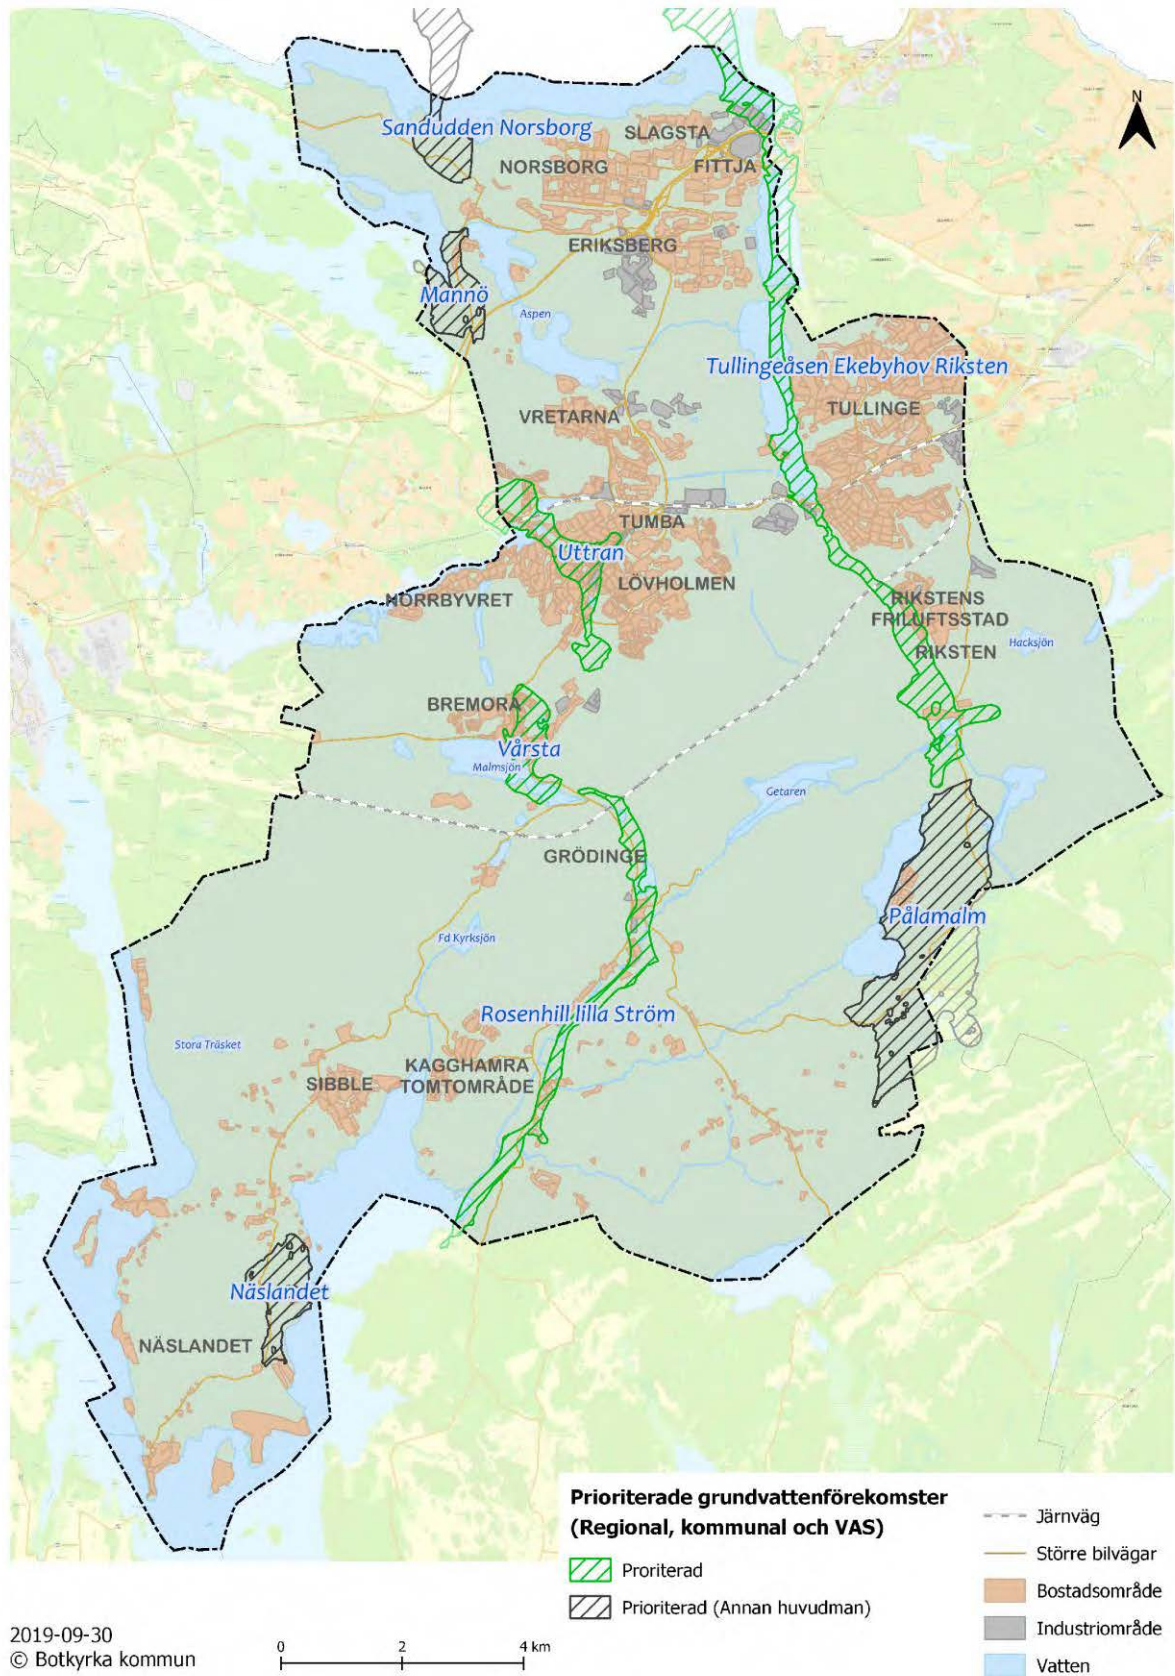 N
Sandudden Norsborg
SLAGSTA
NORSBORG
FITTJA
ERIKSBERG
Mannö
Aspen
Tullingeåsen Ekebyhov Riksten
VRETARNA
TULLINGE
TUMBA
Uttran
LÖVHOLMEN
NORRBYVRET
RIKSTENS
FRILUFTSSTAD
RIKSTEN
Hacksjön
BREMORA
Vårsta
Malmsjön
Getaren
GRÖDINGE
Pålamalm
Fd Kyrksjön
Rosenhill lilla Ström
Stora Träsket
KAGGHAMRA
TOMTOMRÅDE
SIBBLE
Näslandet
NÄSLANDET
Prioriterade grundvattenförekomster
(Regional, kommunal och VAS)
Proriterad
Prioriterad (Annan huvudman)
Järnväg
Större bilvägar
Bostadsområde
Industriområde
Vatten
2019-09-30
© Botkyrka kommun
0 2 4 km